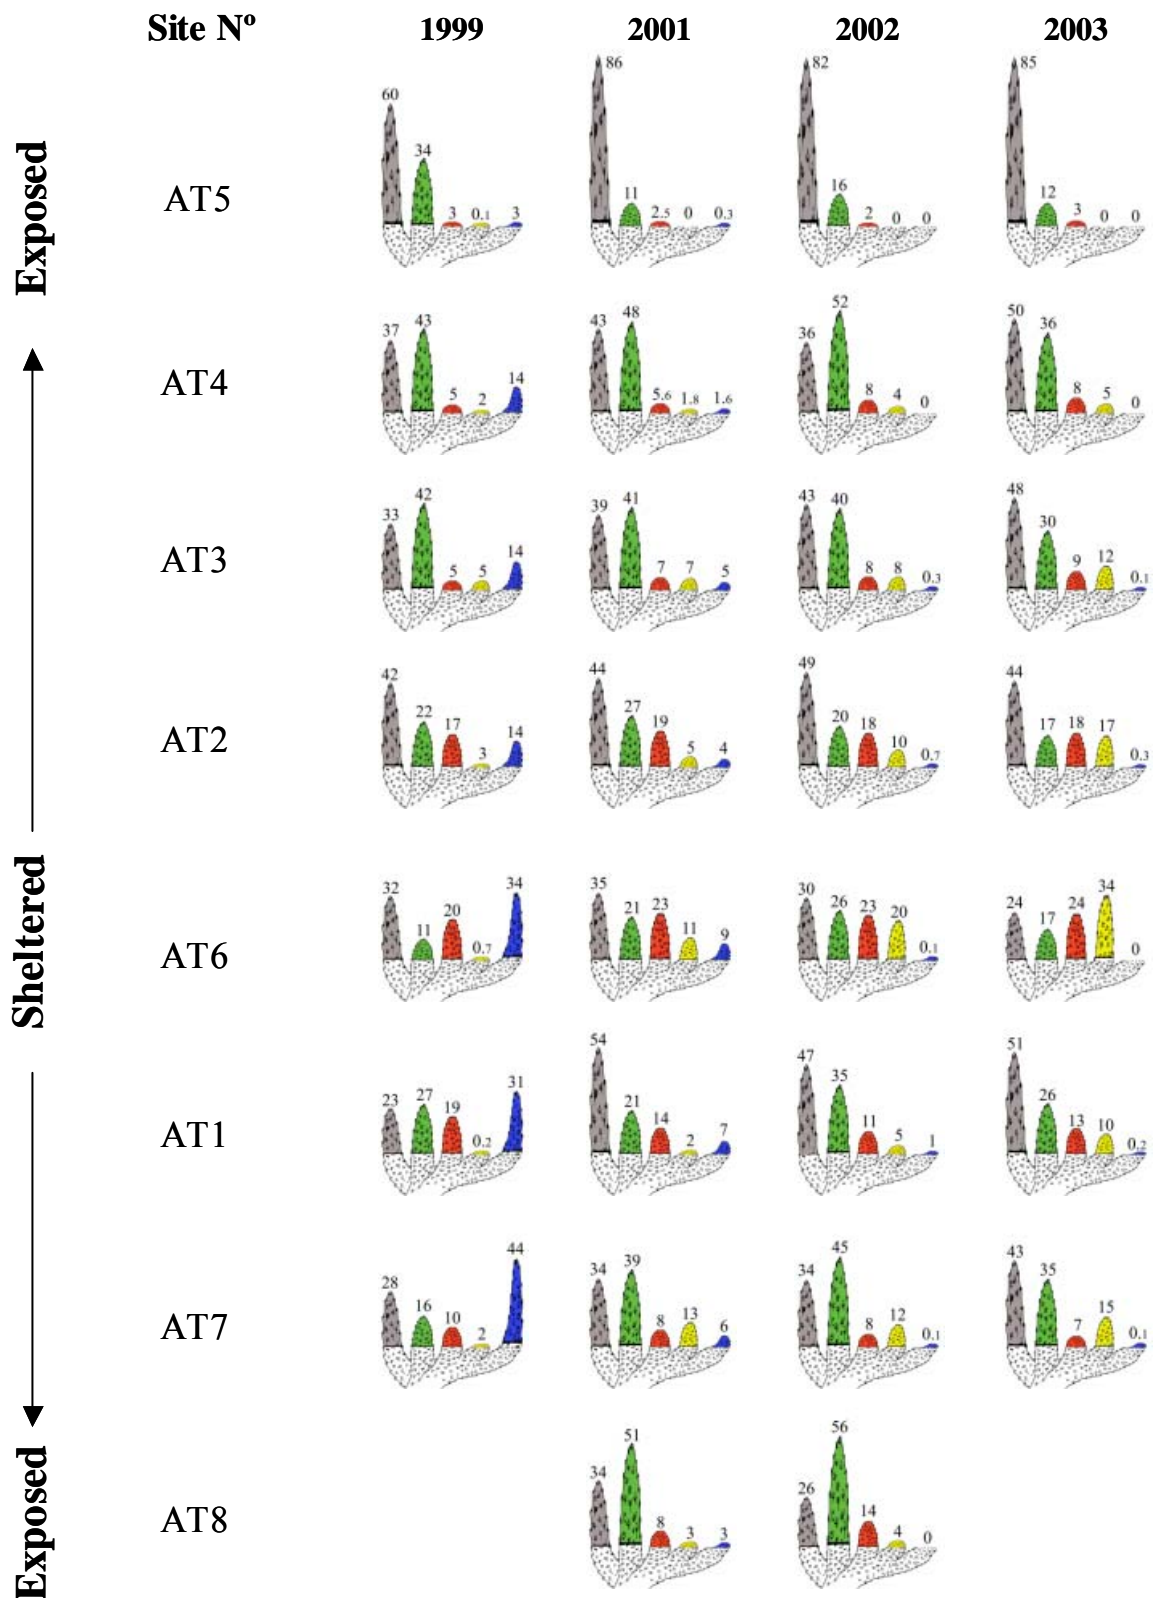 Site Nº 1999 2001 2002 2003
Exposed
AT5
60 34 3 0.1 3
86 11 2.5 0 0.3
82 16 2 0 0
85 12 3 0 0
AT4
37 43 5 2 14
43 48 5.6 1.8 1.6
36 52 8 4 0
50 36 8 5 0
AT3
33 42 5 5 14
39 41 7 7 5
43 40 8 8 0.3
48 30 9 12 0.1
AT2
42 22 17 3 14
44 27 19 5 4
49 20 18 10 0.7
44 17 18 17 0.3
Sheltered
AT6
32 11 20 0.7 34
35 21 23 11 9
30 26 23 20 0.1
24 17 24 34 0
AT1
23 27 19 0.2 31
54 21 14 2 7
47 35 11 5 1
51 26 13 10 0.2
AT7
28 16 10 2 44
34 39 8 13 6
34 45 8 12 0.1
43 35 7 15 0.1
Exposed
AT8
34 51 8 3 3
26 56 14 4 0